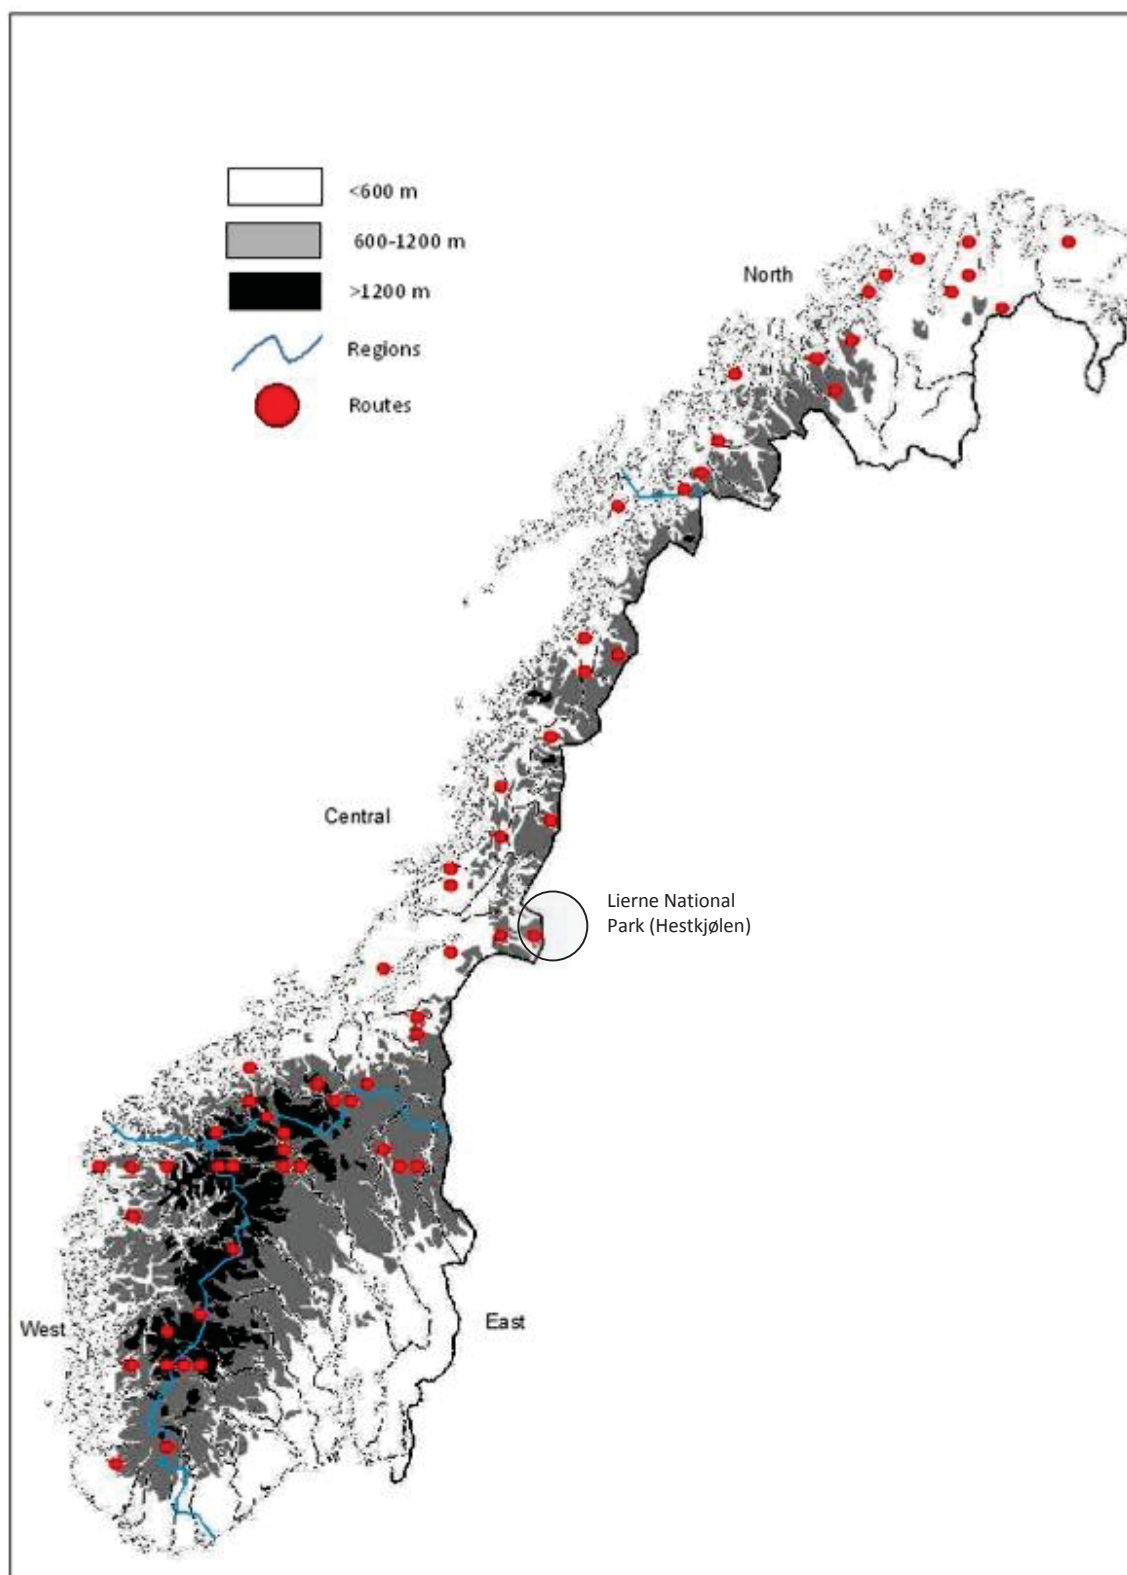 <600 m
600-1200 m
>1200 m
Regions
Routes
North
Central
Lierne National
Park (Hestkjølen)
West
East